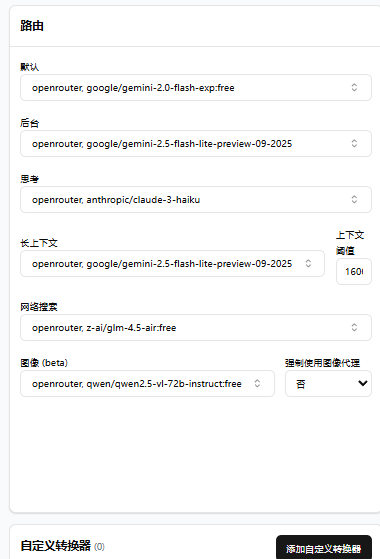 路由
默认
openrouter, google/gemini-2.0-flash-exp:free
后台
openrouter, google/gemini-2.5-flash-lite-preview-09-2025
思考
openrouter, anthropic/claude-3-haiku
长上下文
上下文
阈值
openrouter, google/gemini-2.5-flash-lite-preview-09-2025
网络搜索
openrouter, z-ai/glm-4.5-air:free
图像 (beta)
强制使用图像代理
openrouter, qwen/qwen2.5-vl-72b-instruct:free
否
自定义转换器 (0)
添加自定义转换器